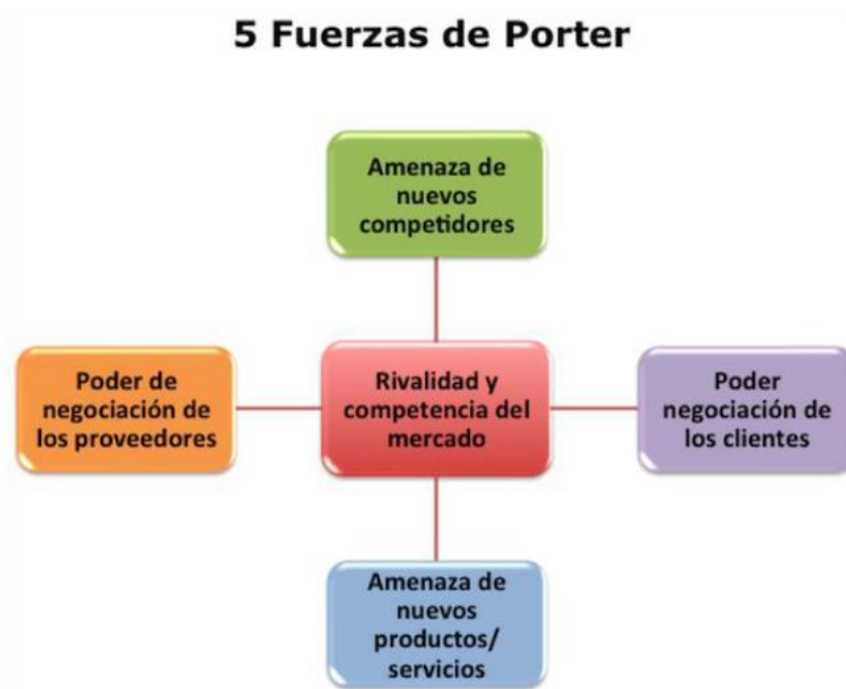 5 Fuerzas de Porter
Amenaza de
nuevos
competidores
Poder de
negociación de
los proveedores
Rivalidad y
competencia del
mercado
Poder
negociación de
los clientes
Amenaza de
nuevos
productos/
servicios